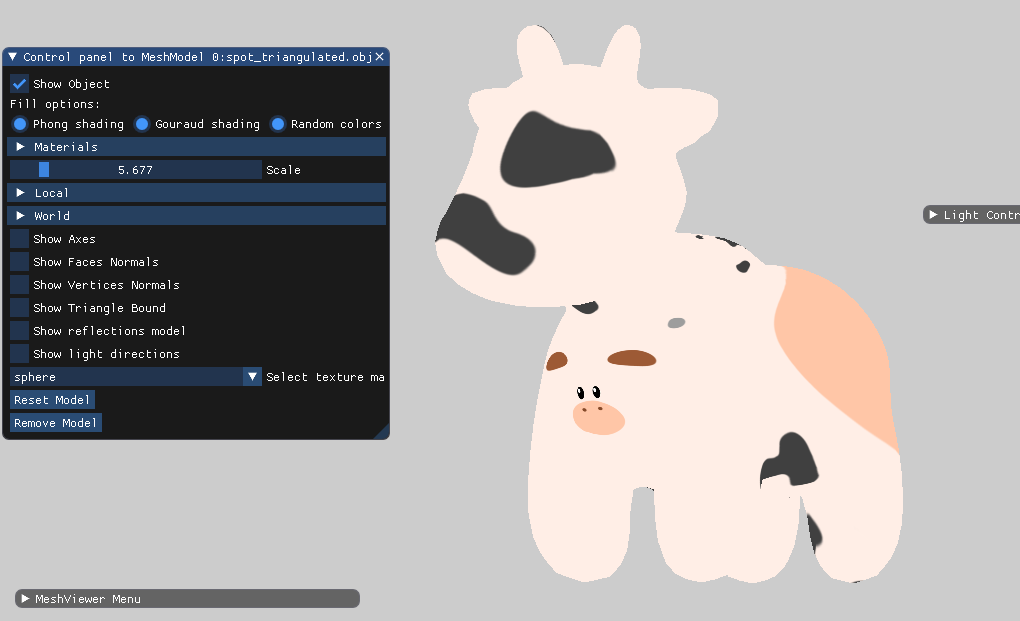 Control panel to MeshModel 0:spot_triangulated.obj
Show Object
Fill options:
Phong shading Gouraud shading Random colors
Materials
5.677 Scale
Local
World
Light Contr
Show Axes
Show Faces Normals
Show Vertices Normals
Show Triangle Bound
Show reflections model
Show light directions
sphere Select texture ma
Reset Model
Remove Model
MeshViewer Menu